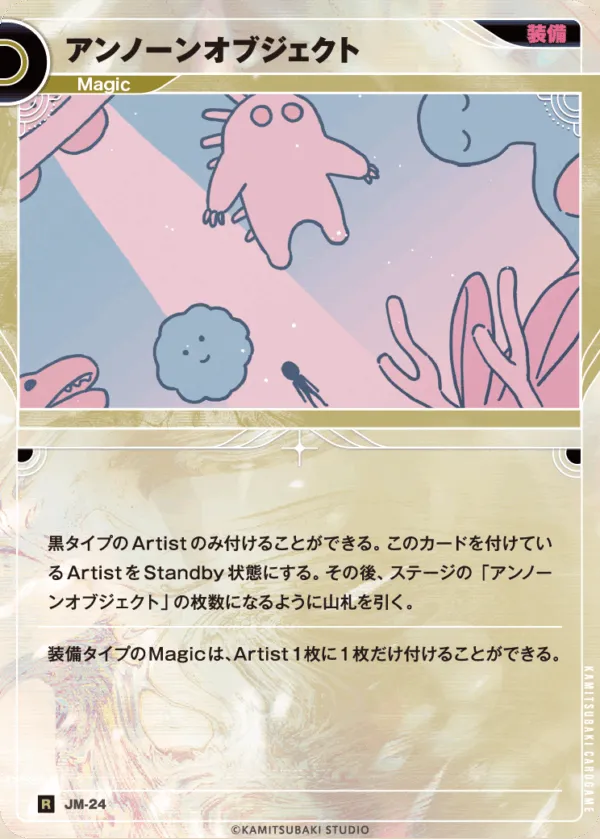 アンノーンオブジェクト
装備
Magic
黒タイプのArtistのみ付けることができる。このカードを付けてい
るArtistをStandby状態にする。その後、ステージの「アンノー
ンオブジェクト」の枚数になるように山札を引く。
装備タイプのMagicは、Artist1枚に1枚だけ付けることができる。
KAMITSUBAKI CARDGAME
R JM-24
©KAMITSUBAKI STUDIO